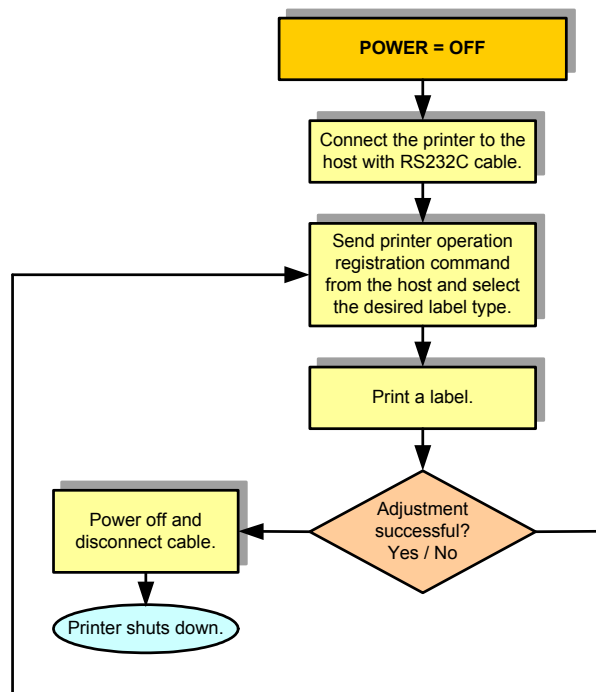 POWER = OFF
Connect the printer to the
host with RS232C cable.
Send printer operation
registration command
from the host and select
the desired label type.
Print a label.
Adjustment
successful?
Yes / No
Power off and
disconnect cable.
Printer shuts down.